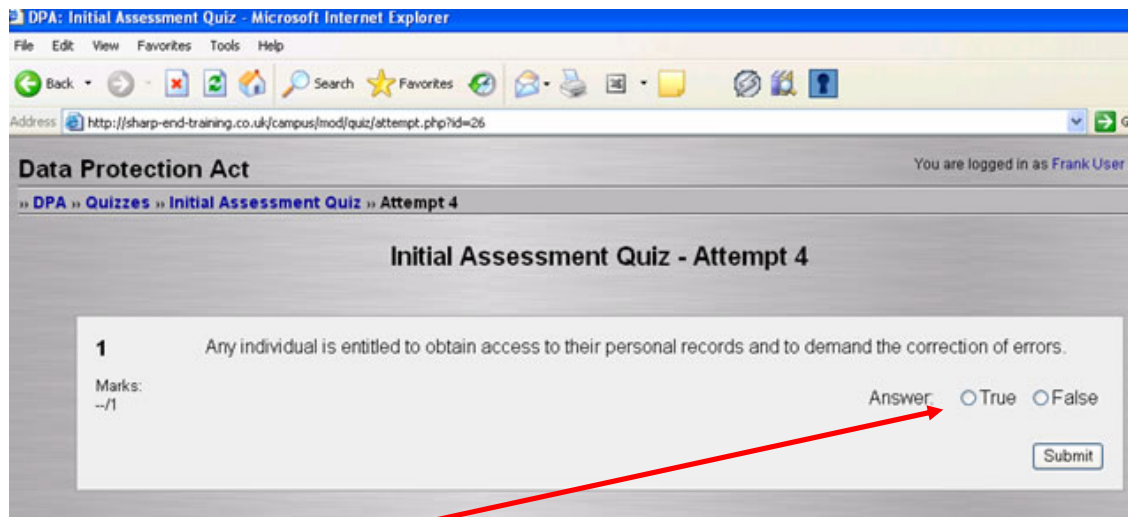 DPA: Initial Assessment Quiz - Microsoft Internet Explorer
File Edit View Favorites Tools Help
Back Search Favorites
Address http://sharp-end-training.co.uk/campus/mod/quiz/attempt.php?id=26 G
Data Protection Act You are logged in as Frank User
» DPA » Quizzes » Initial Assessment Quiz » Attempt 4
Initial Assessment Quiz - Attempt 4
1 Any individual is entitled to obtain access to their personal records and to demand the correction of errors.
Marks:
--/1
Answer: True False
Submit